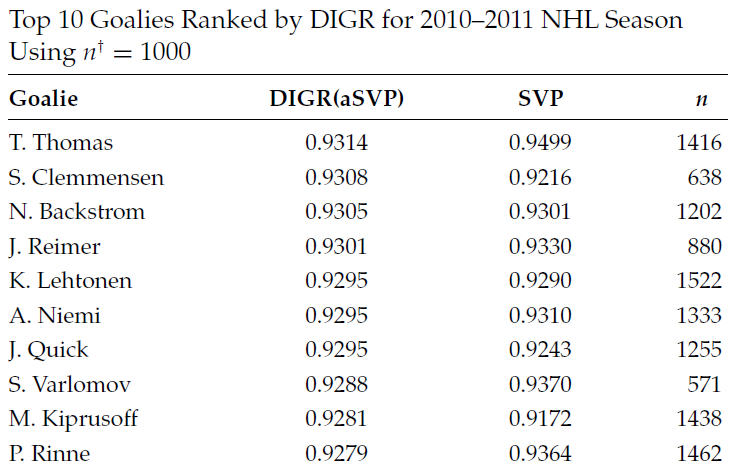 Top 10 Goalies Ranked by DIGR for 2010–2011 NHL Season
Using n† = 1000
Goalie DIGR(aSVP) SVP n
T. Thomas 0.9314 0.9499 1416
S. Clemmensen 0.9308 0.9216 638
N. Backstrom 0.9305 0.9301 1202
J. Reimer 0.9301 0.9330 880
K. Lehtonen 0.9295 0.9290 1522
A. Niemi 0.9295 0.9310 1333
J. Quick 0.9295 0.9243 1255
S. Varlomov 0.9288 0.9370 571
M. Kiprusoff 0.9281 0.9172 1438
P. Rinne 0.9279 0.9364 1462